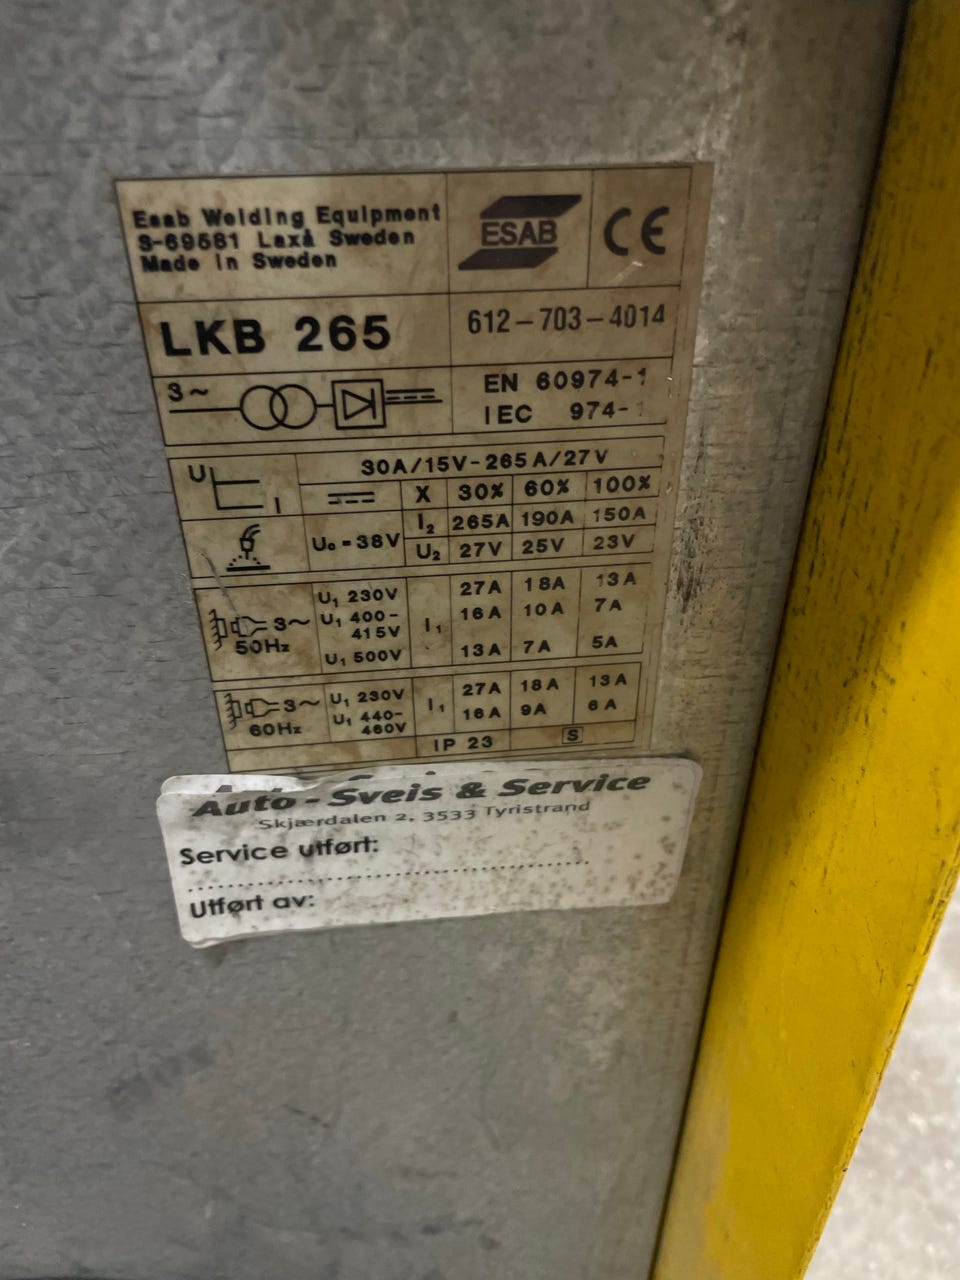 Esab Welding Equipment
S-69581 Laxå Sweden
Made in Sweden
ESAB
CE
LKB 265
612-703-4014
3~
EN 60974-1
IEC 974-1
U
I
30A/15V-265A/27V
X 30% 60% 100%
U₀=38V
I₂ 265A 190A 150A
U₂ 27V 25V 23V
3~
50Hz
U₁ 230V
U₁ 400-
415V
U₁ 500V
I₁
27A 18A 13A
16A 10A 7A
13A 7A 5A
3~
60Hz
U₁ 230V
U₁ 440-
460V
I₁
27A 18A 13A
16A 9A 6A
IP 23
S
Auto-Sveis & Service
Skjærdalen 2, 3533 Tyristrand
Service utført:
Utført av: